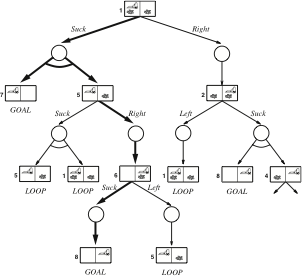 1
Suck
Right
7
GOAL
5
2
Suck
Right
Left
Suck
5
LOOP
1
LOOP
6
1
LOOP
8
GOAL
4
Suck
Left
8
GOAL
5
LOOP